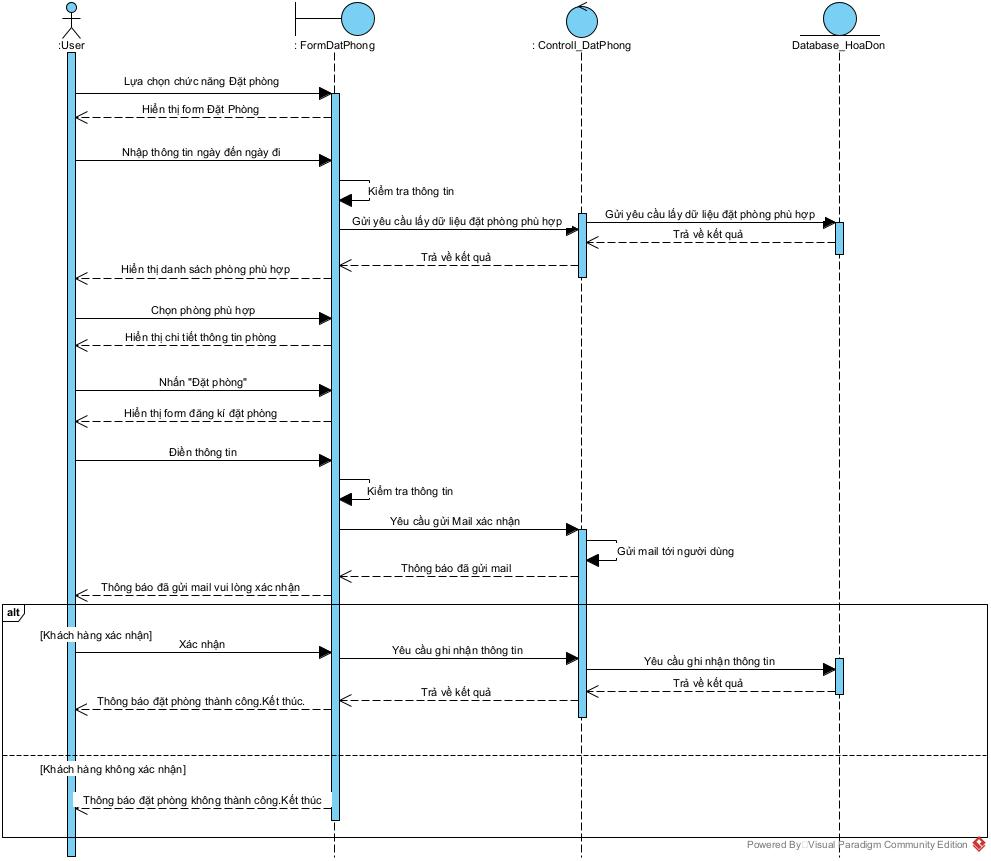 :User
: FormDatPhong
: Controll_DatPhong
Database_HoaDon
Lựa chọn chức năng Đặt phòng
Hiển thị form Đặt Phòng
Nhập thông tin ngày đến ngày đi
Kiểm tra thông tin
Gửi yêu cầu lấy dữ liệu đặt phòng phù hợp
Gửi yêu cầu lấy dữ liệu đặt phòng phù hợp
Trả về kết quả
Trả về kết quả
Hiển thị danh sách phòng phù hợp
Chọn phòng phù hợp
Hiển thị chi tiết thông tin phòng
Nhấn "Đặt phòng"
Hiển thị form đăng kí đặt phòng
Điền thông tin
Kiểm tra thông tin
Yêu cầu gửi Mail xác nhận
Gửi mail tới người dùng
Thông báo đã gửi mail
Thông báo đã gửi mail vui lòng xác nhận
alt
[Khách hàng xác nhận]
Xác nhận
Yêu cầu ghi nhận thông tin
Yêu cầu ghi nhận thông tin
Trả về kết quả
Trả về kết quả
Thông báo đặt phòng thành công.Kết thúc.
[Khách hàng không xác nhận]
Thông báo đặt phòng không thành công.Kết thúc
Powered By Visual Paradigm Community Edition